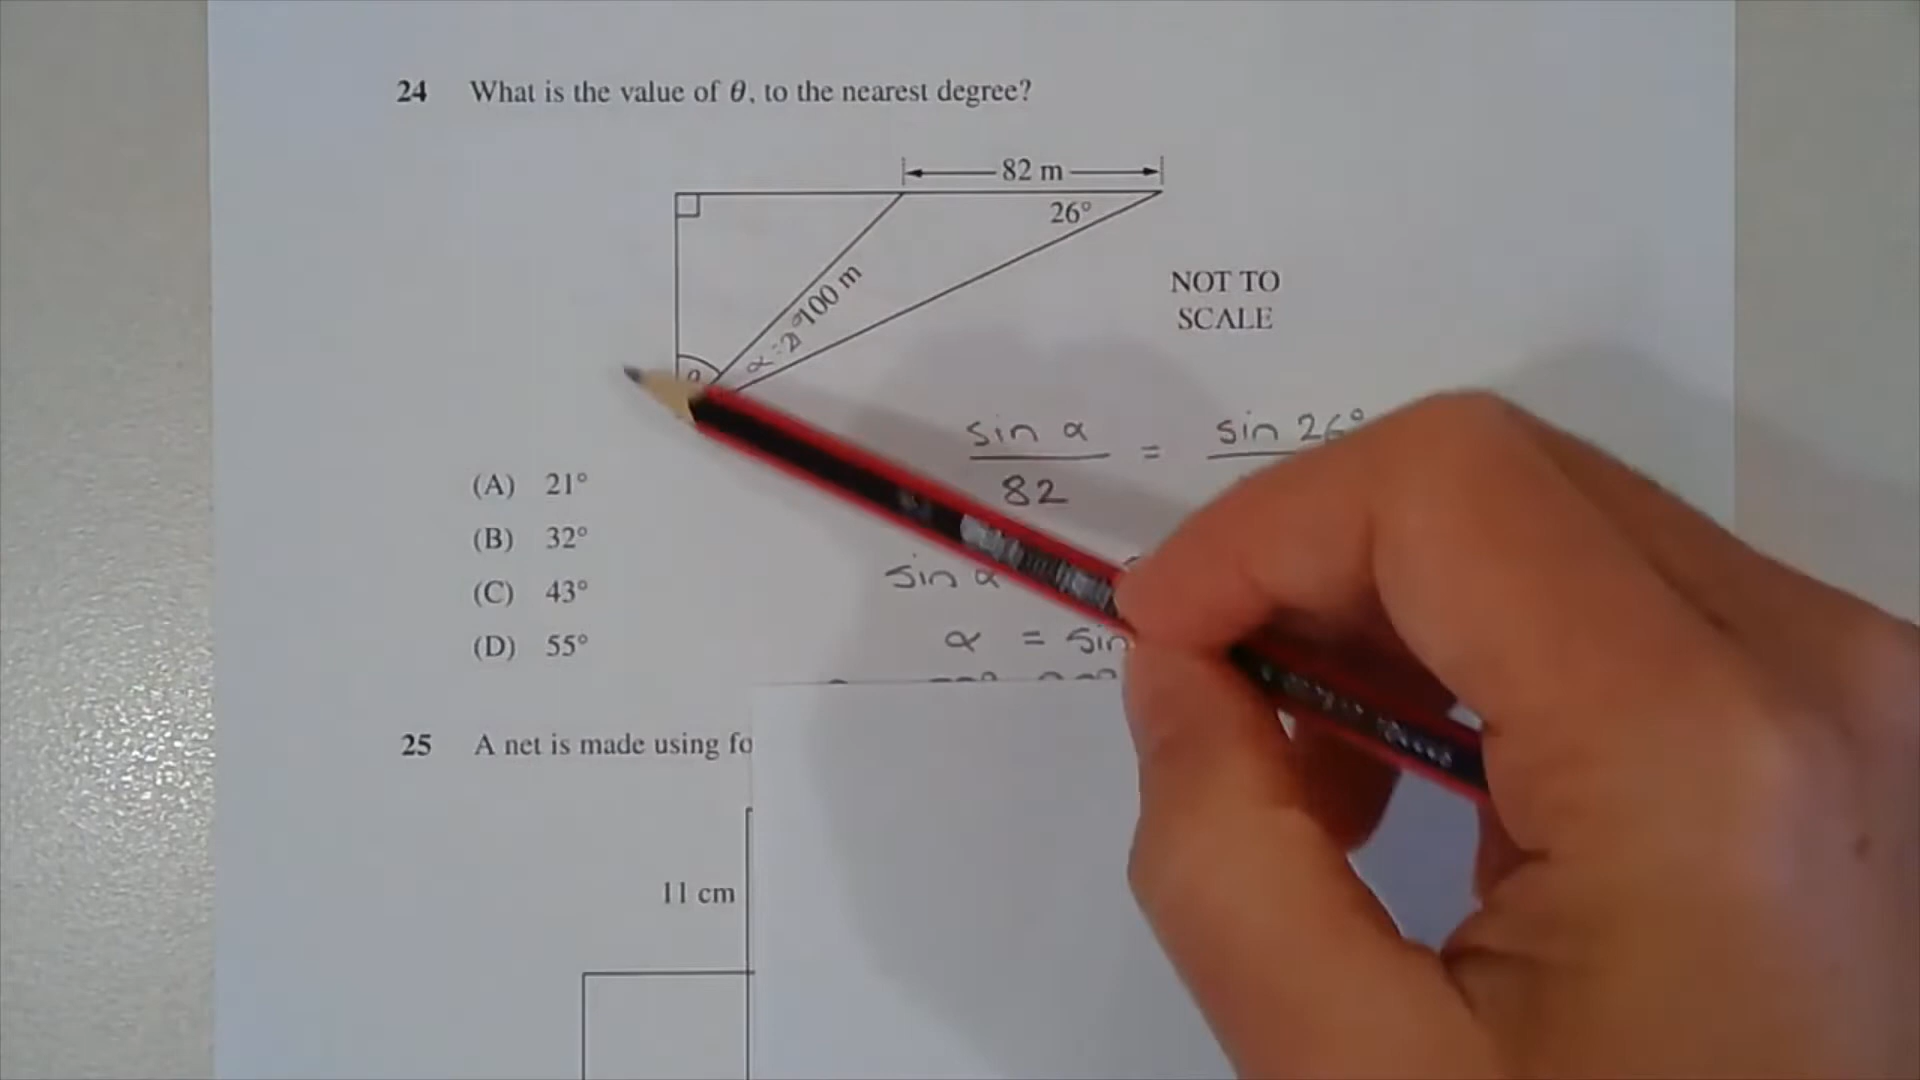 24 What is the value of θ, to the nearest degree?
82 m
26°
100 m
NOT TO
SCALE
sin α = sin 26°
82
(A) 21°
(B) 32°
sin α
(C) 43°
α = sin
(D) 55°
25 A net is made using fo
11 cm